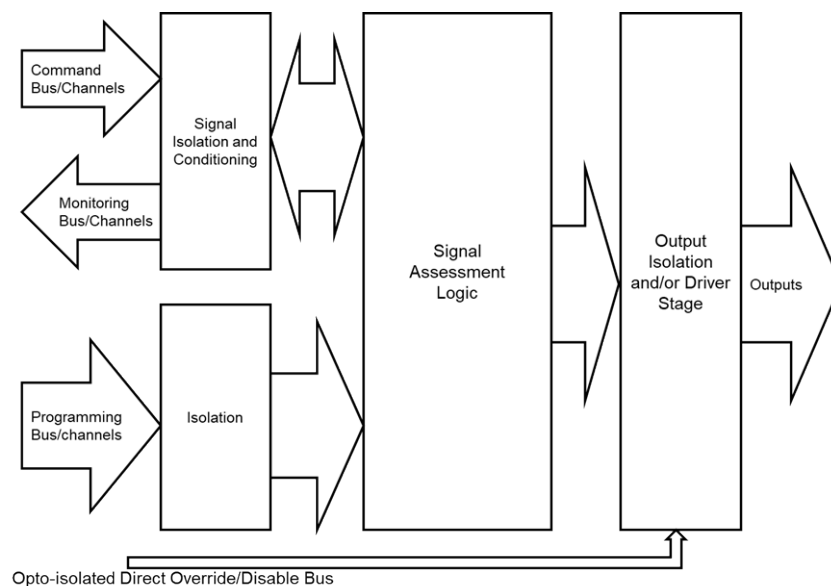 Command
Bus/Channels
Signal
Isolation and
Conditioning
Monitoring
Bus/Channels
Signal
Assessment
Logic
Output
Isolation
and/or Driver
Stage
Outputs
Programming
Bus/channels
Isolation
Opto-isolated Direct Override/Disable Bus